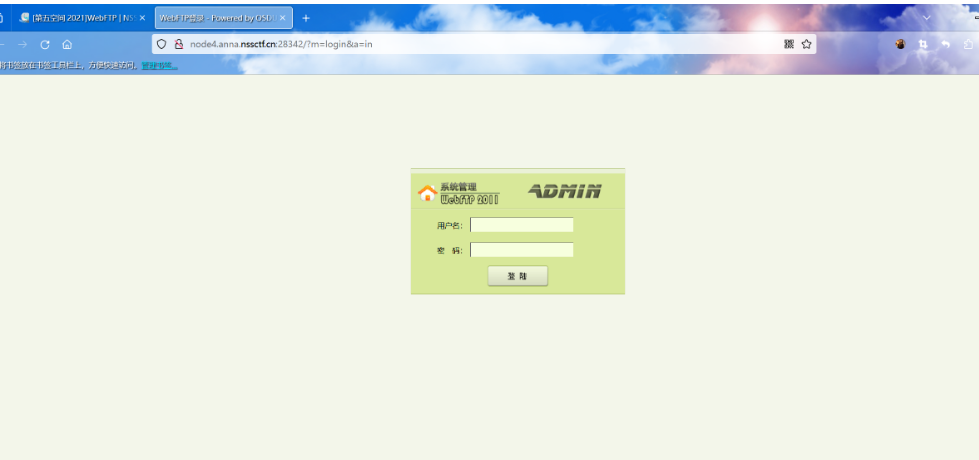 [第五空间 2021]WebFTP | NSS
WebFTP登录 - Powered by OSD
node4.anna.nssctf.cn:28342/?m=login&a=in
将书签放在书签工具栏上，方便快速访问。管理书签...
系统管理
WebFTP 2011
ADMIN
用户名:
密 码:
登 陆